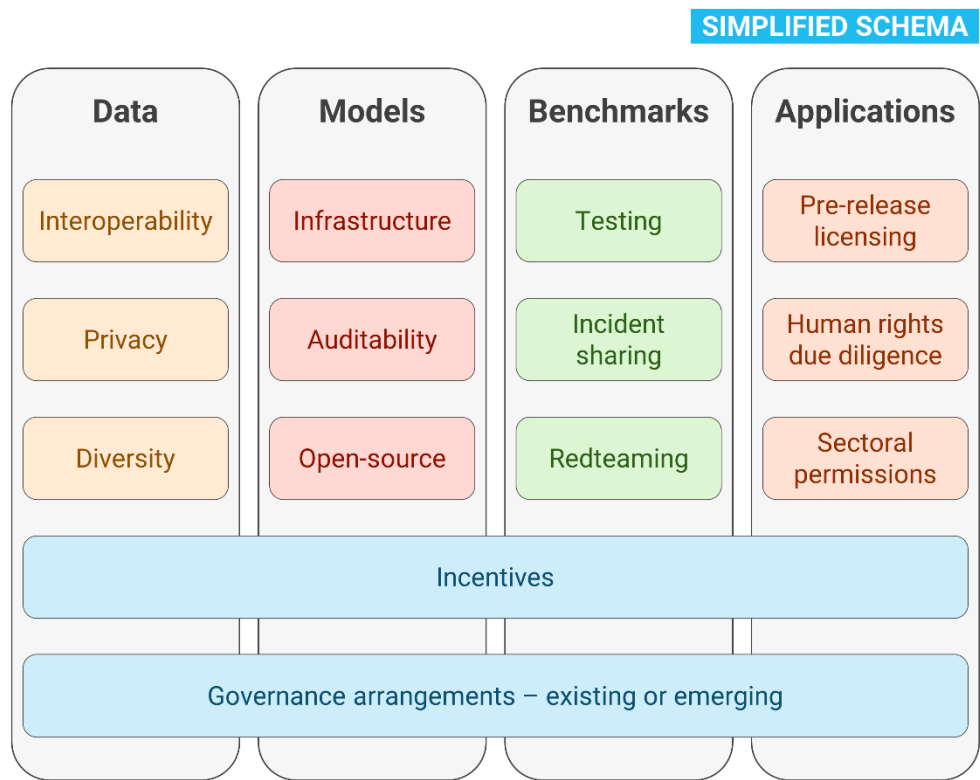 SIMPLIFIED SCHEMA
Data
Models
Benchmarks
Applications
Interoperability
Infrastructure
Testing
Pre-release
licensing
Privacy
Auditability
Incident
sharing
Human rights
due diligence
Diversity
Open-source
Redteaming
Sectoral
permissions
Incentives
Governance arrangements – existing or emerging